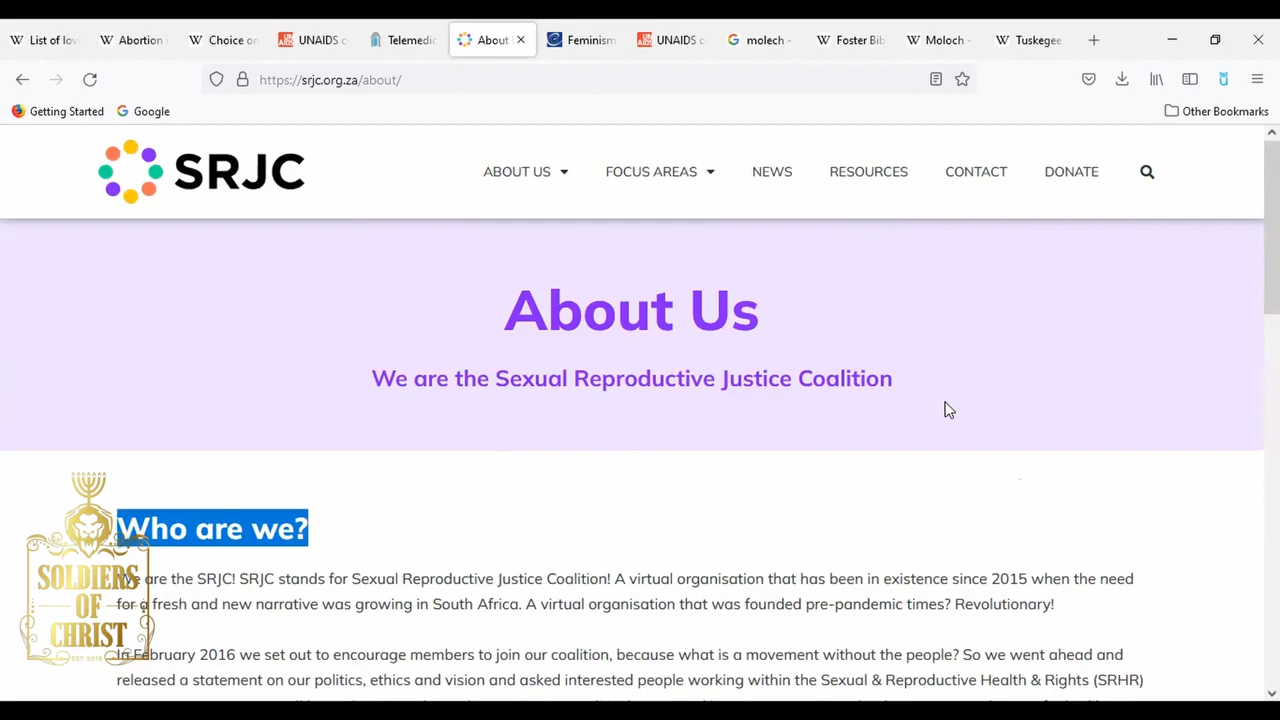 List of lov
Abortion
Choice on
UNAIDS c
Telemedic
About
Feminism
UNAIDS c
molech -
Foster Bib
Moloch -
Tuskegee
https://srjc.org.za/about/
Getting Started
Google
Other Bookmarks
SRJC
ABOUT US
FOCUS AREAS
NEWS
RESOURCES
CONTACT
DONATE
About Us
We are the Sexual Reproductive Justice Coalition
Who are we?
We are the SRJC! SRJC stands for Sexual Reproductive Justice Coalition! A virtual organisation that has been in existence since 2015 when the need
for a fresh and new narrative was growing in South Africa. A virtual organisation that was founded pre-pandemic times? Revolutionary!
In February 2016 we set out to encourage members to join our coalition, because what is a movement without the people? So we went ahead and
released a statement on our politics, ethics and vision and asked interested people working within the Sexual & Reproductive Health & Rights (SRHR)
SOLDIERS
OF
CHRIST